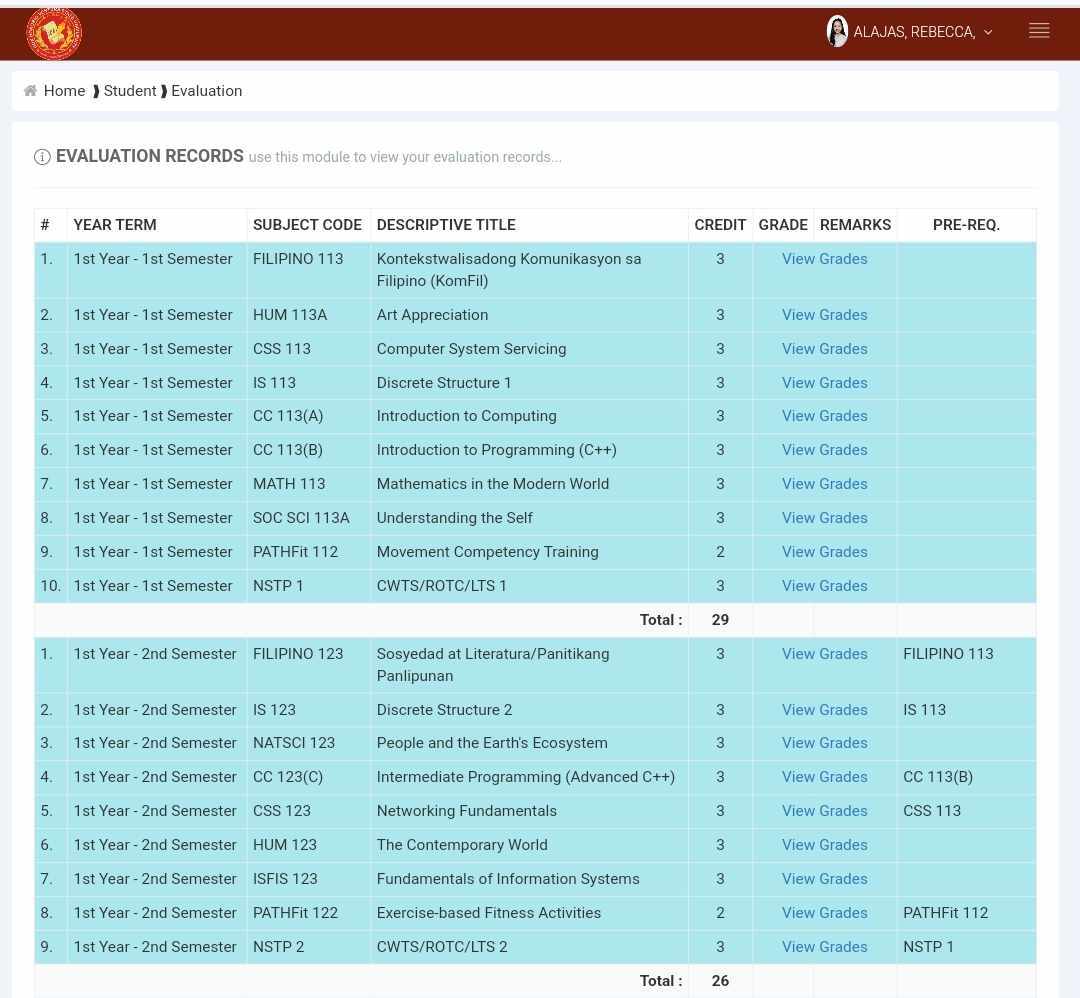 ALAJAS, REBECCA,
Home ❱ Student ❱ Evaluation
EVALUATION RECORDS use this module to view your evaluation records...
# YEAR TERM SUBJECT CODE DESCRIPTIVE TITLE CREDIT GRADE REMARKS PRE-REQ.
1. 1st Year - 1st Semester FILIPINO 113 Kontekstwalisadong Komunikasyon sa 3 View Grades
Filipino (KomFil)
2. 1st Year - 1st Semester HUM 113A Art Appreciation 3 View Grades
3. 1st Year - 1st Semester CSS 113 Computer System Servicing 3 View Grades
4. 1st Year - 1st Semester IS 113 Discrete Structure 1 3 View Grades
5. 1st Year - 1st Semester CC 113(A) Introduction to Computing 3 View Grades
6. 1st Year - 1st Semester CC 113(B) Introduction to Programming (C++) 3 View Grades
7. 1st Year - 1st Semester MATH 113 Mathematics in the Modern World 3 View Grades
8. 1st Year - 1st Semester SOC SCI 113A Understanding the Self 3 View Grades
9. 1st Year - 1st Semester PATHFit 112 Movement Competency Training 2 View Grades
10. 1st Year - 1st Semester NSTP 1 CWTS/ROTC/LTS 1 3 View Grades
Total : 29
1. 1st Year - 2nd Semester FILIPINO 123 Sosyedad at Literatura/Panitikang 3 View Grades FILIPINO 113
Panlipunan
2. 1st Year - 2nd Semester IS 123 Discrete Structure 2 3 View Grades IS 113
3. 1st Year - 2nd Semester NATSCI 123 People and the Earth's Ecosystem 3 View Grades
4. 1st Year - 2nd Semester CC 123(C) Intermediate Programming (Advanced C++) 3 View Grades CC 113(B)
5. 1st Year - 2nd Semester CSS 123 Networking Fundamentals 3 View Grades CSS 113
6. 1st Year - 2nd Semester HUM 123 The Contemporary World 3 View Grades
7. 1st Year - 2nd Semester ISFIS 123 Fundamentals of Information Systems 3 View Grades
8. 1st Year - 2nd Semester PATHFit 122 Exercise-based Fitness Activities 2 View Grades PATHFit 112
9. 1st Year - 2nd Semester NSTP 2 CWTS/ROTC/LTS 2 3 View Grades NSTP 1
Total : 26